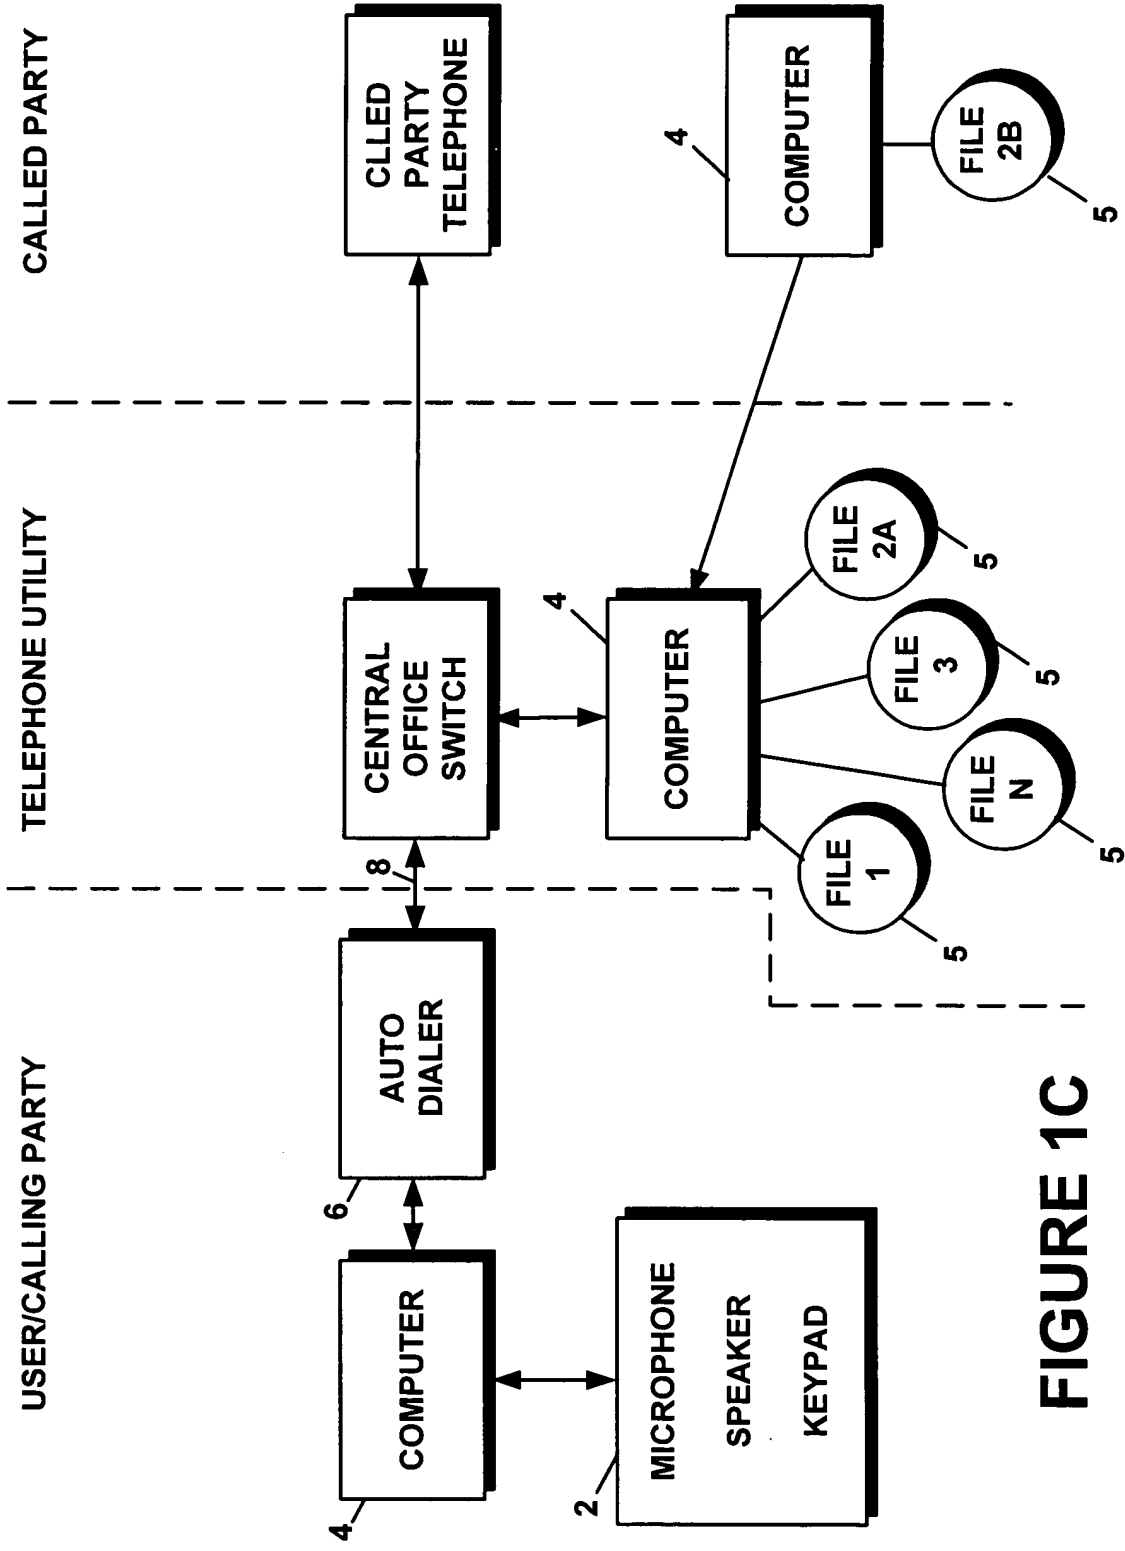 USER/CALLING PARTY
TELEPHONE UTILITY
CALLED PARTY
4
COMPUTER
6
AUTO
DIALER
8
CENTRAL
OFFICE
SWITCH
CLLED
PARTY
TELEPHONE
2
MICROPHONE
SPEAKER
KEYPAD
4
COMPUTER
4
COMPUTER
FILE
1
5
FILE
N
5
FILE
3
5
FILE
2A
5
FILE
2B
5
FIGURE 1C